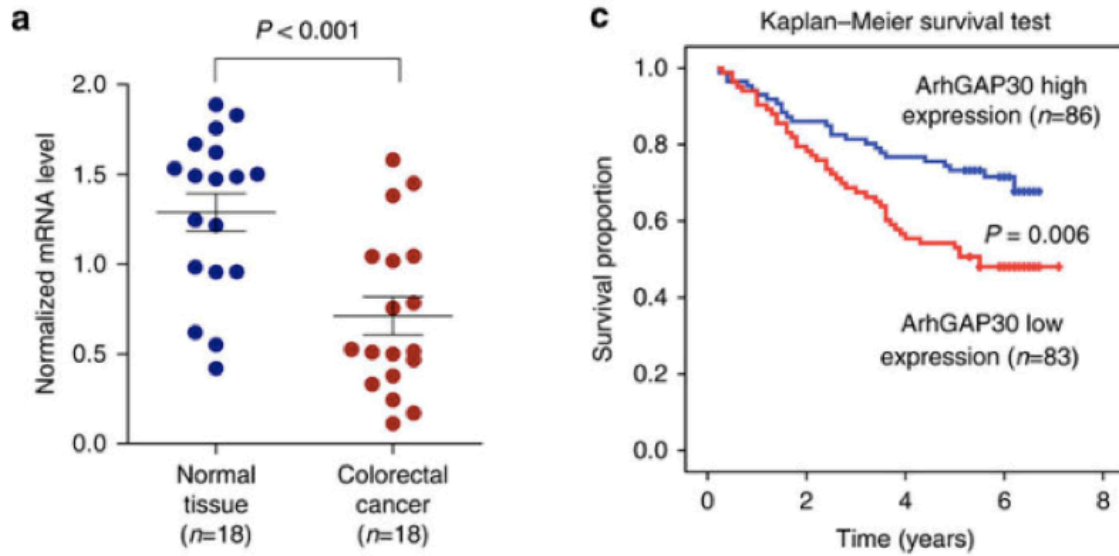 a
P < 0.001
Normalized mRNA level
2.0
1.5
1.0
0.5
0.0
Normal
tissue
(n=18)
Colorectal
cancer
(n=18)
c
Kaplan–Meier survival test
Survival proportion
1.0
0.8
0.6
0.4
0.2
0.0
ArhGAP30 high
expression (n=86)
P = 0.006
ArhGAP30 low
expression (n=83)
0 2 4 6 8
Time (years)